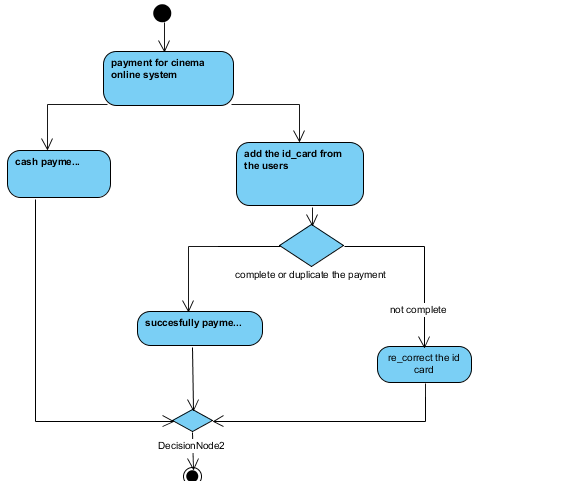 payment for cinema
online system
cash payme...
add the id_card from
the users
complete or duplicate the payment
not complete
succesfully payme...
re_correct the id
card
DecisionNode2